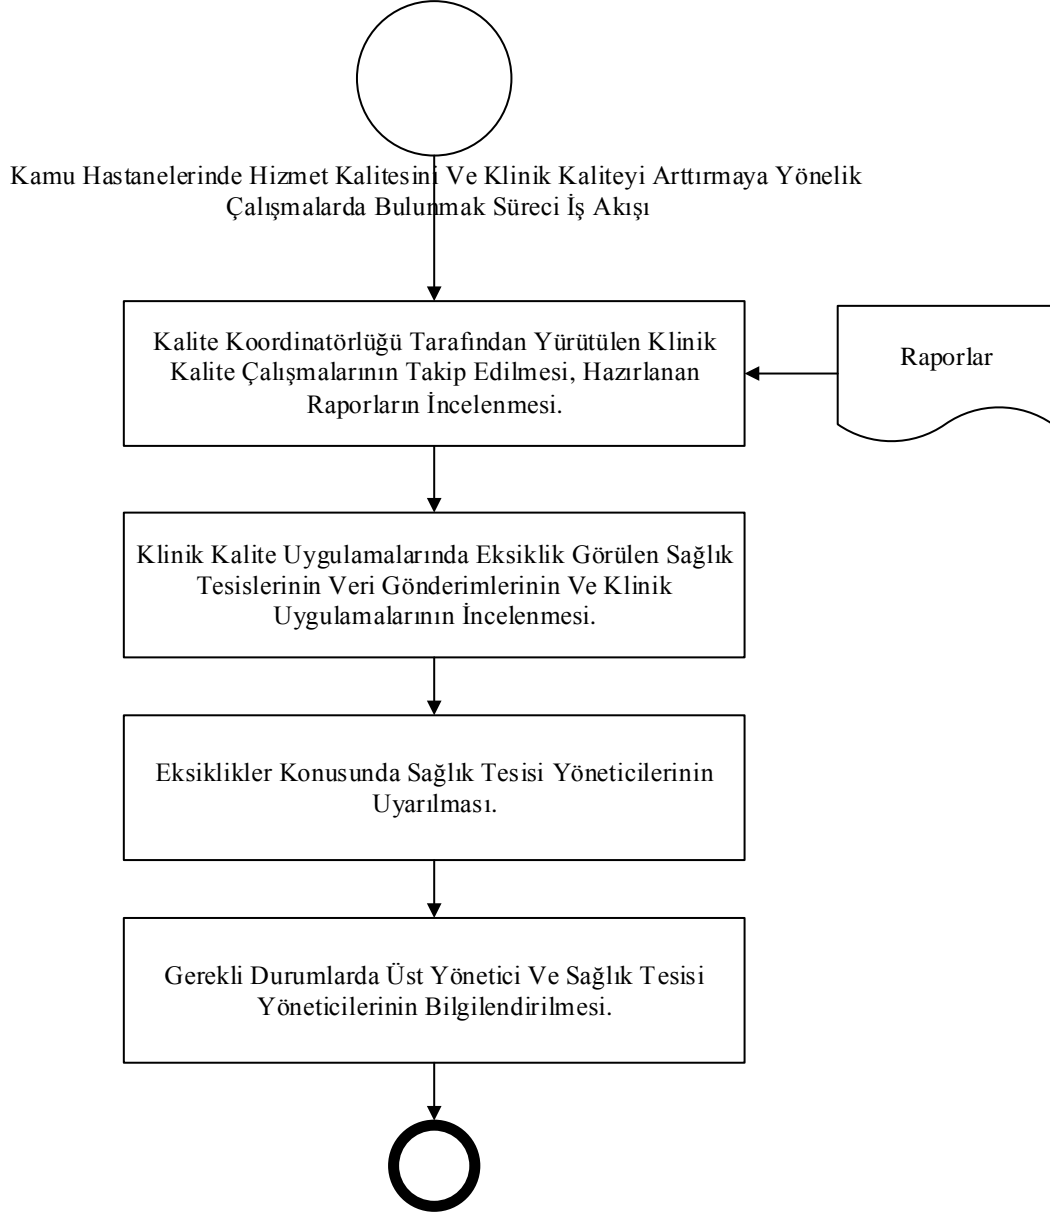 Kamu Hastanelerinde Hizmet Kalitesini Ve Klinik Kaliteyi Arttırmaya Yönelik
Çalışmalarda Bulunmak Süreci İş Akışı
Kalite Koordinatörlüğü Tarafından Yürütülen Klinik
Kalite Çalışmalarının Takip Edilmesi, Hazırlanan
Raporların İncelenmesi.
Raporlar
Klinik Kalite Uygulamalarında Eksiklik Görülen Sağlık
Tesislerinin Veri Gönderimlerinin Ve Klinik
Uygulamalarının İncelenmesi.
Eksiklikler Konusunda Sağlık Tesisi Yöneticilerinin
Uyarılması.
Gerekli Durumlarda Üst Yönetici Ve Sağlık Tesisi
Yöneticilerinin Bilgilendirilmesi.